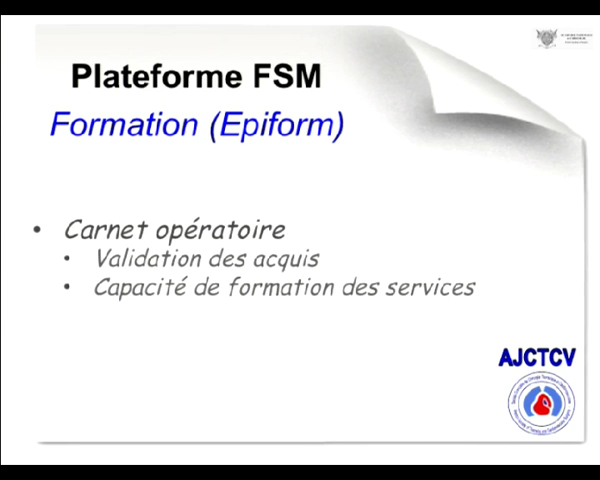 Plateforme FSM
Formation (Epiform)
• Carnet opératoire
• Validation des acquis
• Capacité de formation des services
AJCTCV